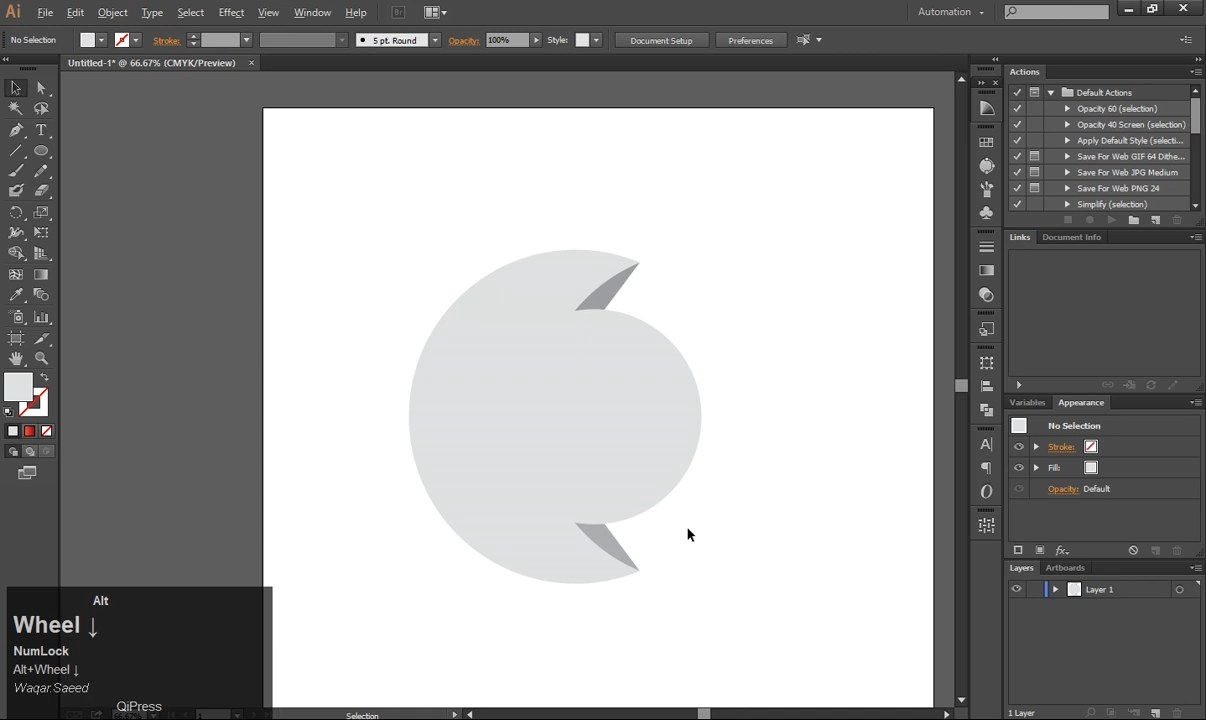 Ai File Edit Object Type Select Effect View Window Help Br Automation
No Selection Stroke: 5 pt. Round Opacity: 100% Style: Document Setup Preferences
Untitled-1* @ 66.67% (CMYK/Preview) ×
Actions
Default Actions
Opacity 60 (selection)
Opacity 40 Screen (selection)
Apply Default Style (selecti...
Save For Web GIF 64 Dithe...
Save For Web JPG Medium
Save For Web PNG 24
Simplify (selection)
Links Document Info
Variables Appearance
No Selection
Stroke:
Fill:
Opacity: Default
fx
Layers Artboards
Layer 1
1 Layer
Alt
Wheel ↓
NumLock
Alt+Wheel ↓
Waqar.Saeed
QiPress
Selection